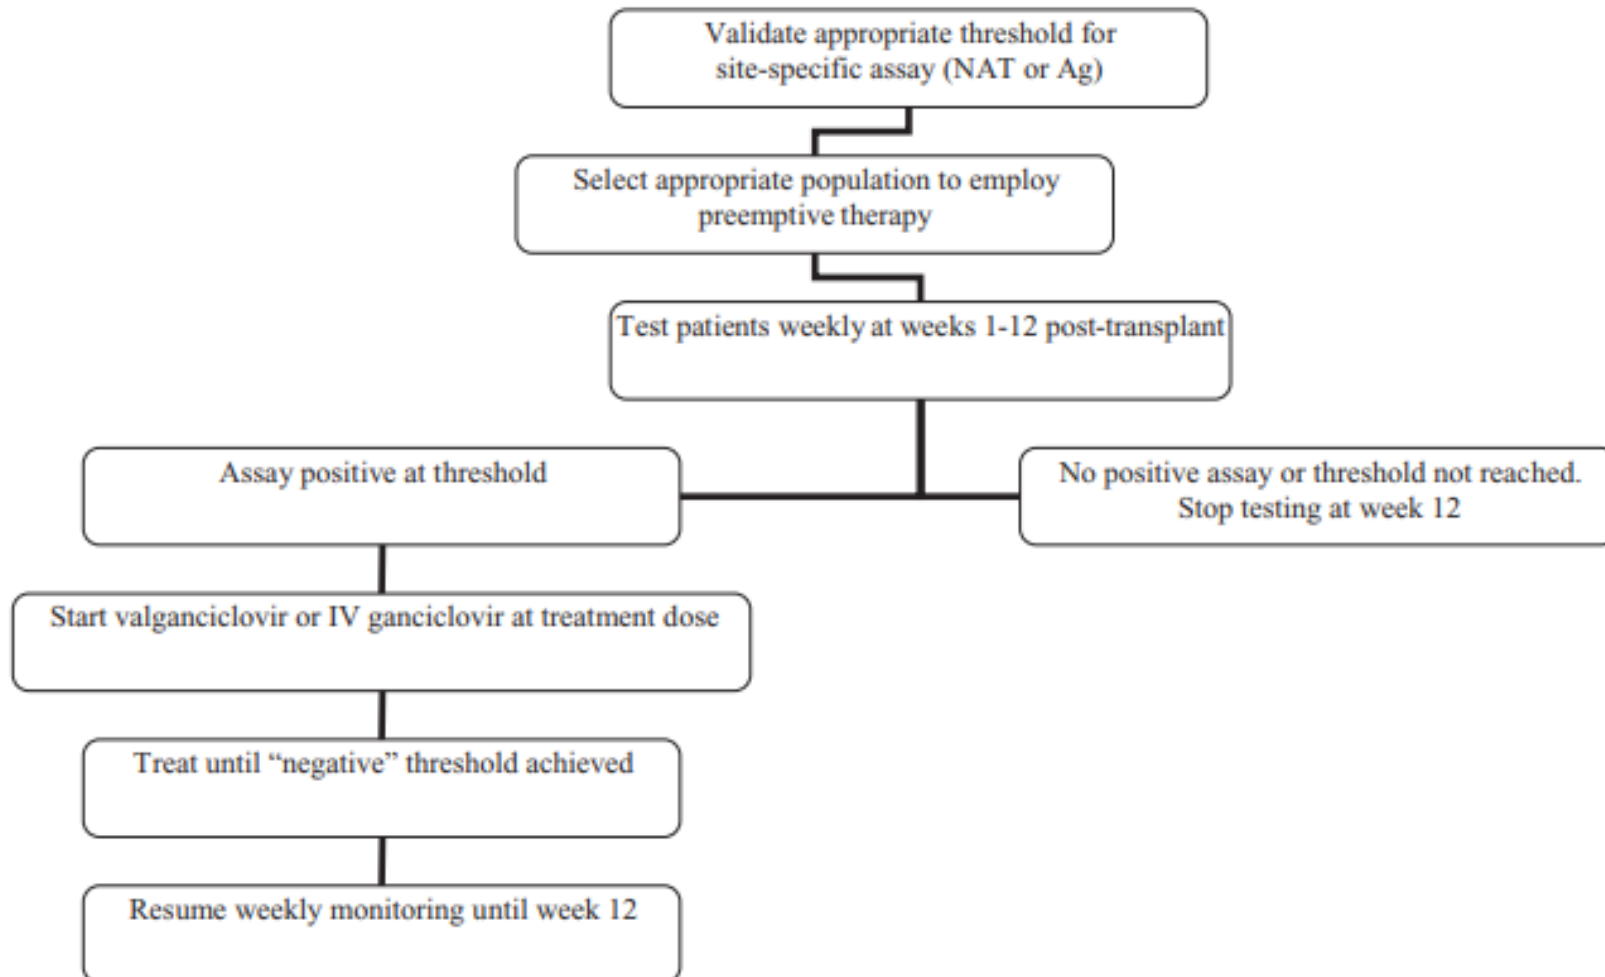 Validate appropriate threshold for
site-specific assay (NAT or Ag)
Select appropriate population to employ
preemptive therapy
Test patients weekly at weeks 1-12 post-transplant
Assay positive at threshold
No positive assay or threshold not reached.
Stop testing at week 12
Start valganciclovir or IV ganciclovir at treatment dose
Treat until “negative” threshold achieved
Resume weekly monitoring until week 12